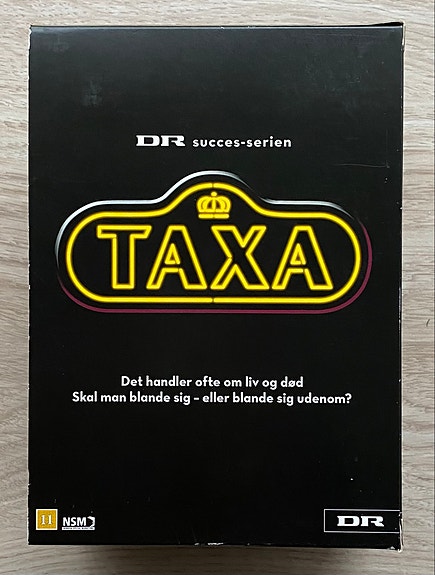 DR succes-serien
TAXA
Det handler ofte om liv og død
Skal man blande sig – eller blande sig udenom?
11 NSM
DR